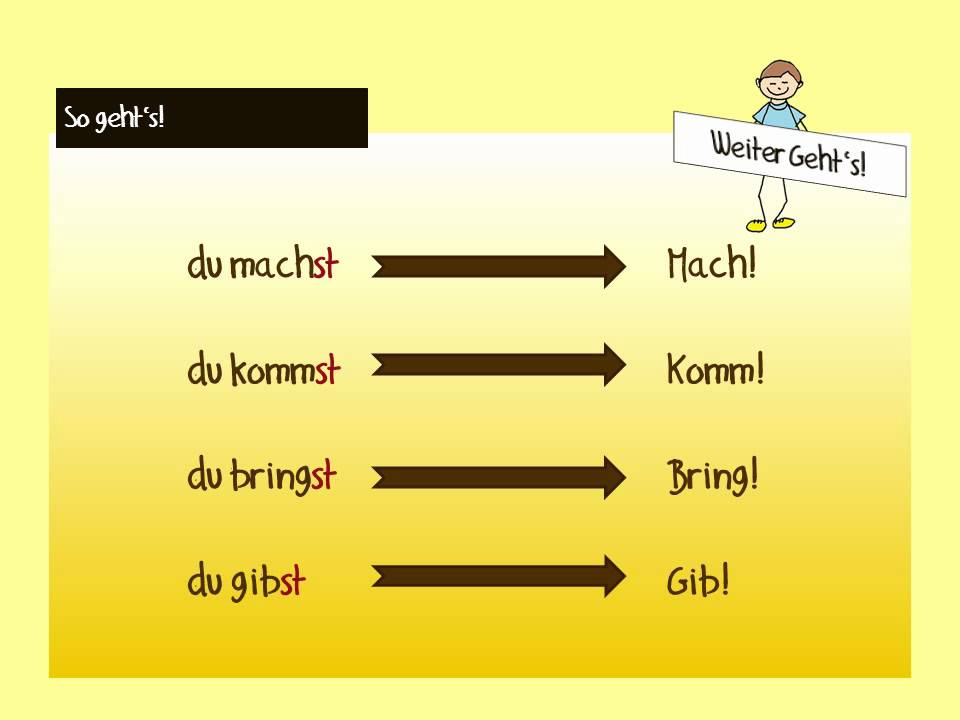 So geht's!
Weiter Geht's!
du machst Mach!
du kommst Komm!
du bringst Bring!
du gibst Gib!